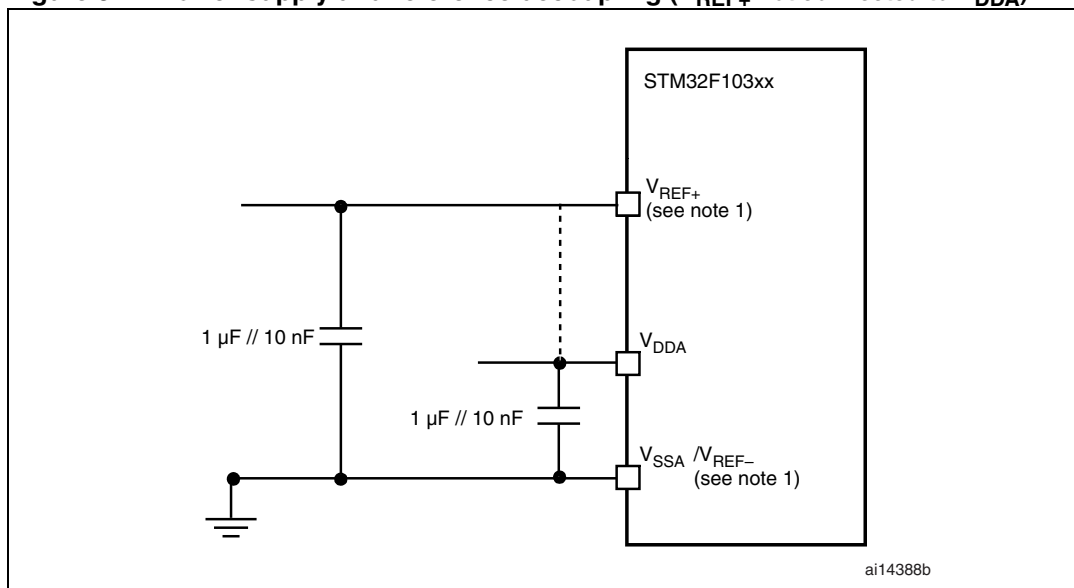 STM32F103xx
VREF+
(see note 1)
1 µF // 10 nF
VDDA
1 µF // 10 nF
VSSA /VREF–
(see note 1)
ai14388b